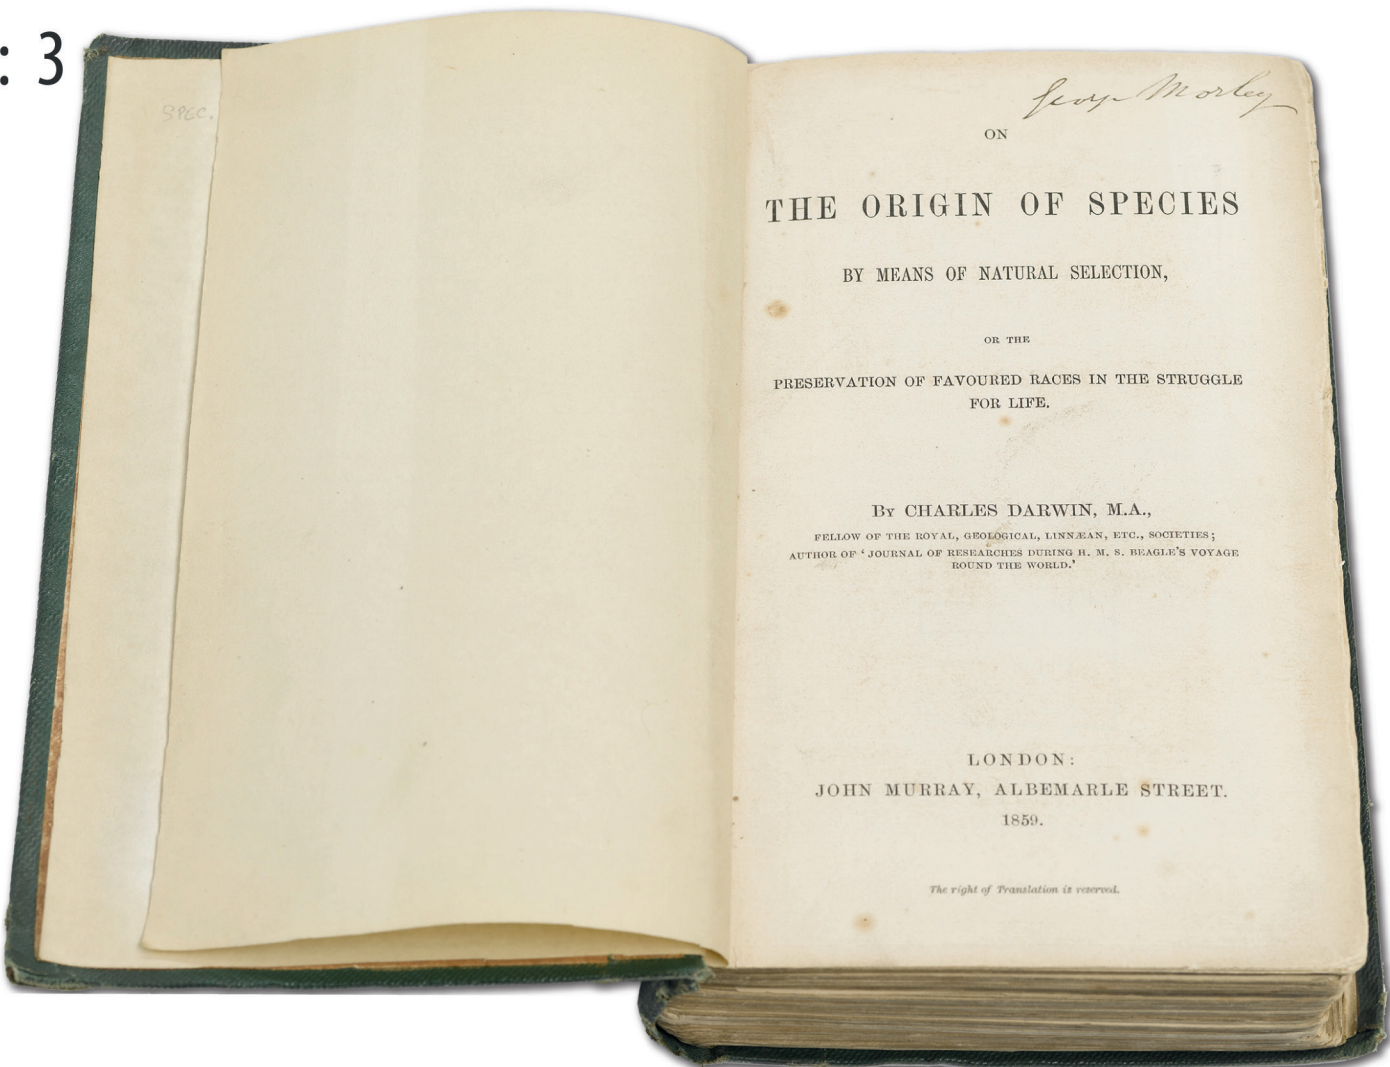 : 3
SPEC.
George Morley
ON
THE ORIGIN OF SPECIES
BY MEANS OF NATURAL SELECTION,
OR THE
PRESERVATION OF FAVOURED RACES IN THE STRUGGLE
FOR LIFE.
By CHARLES DARWIN, M.A.,
FELLOW OF THE ROYAL, GEOLOGICAL, LINNÆAN, ETC., SOCIETIES;
AUTHOR OF ‘JOURNAL OF RESEARCHES DURING H. M. S. BEAGLE’S VOYAGE
ROUND THE WORLD.’
LONDON:
JOHN MURRAY, ALBEMARLE STREET.
1859.
The right of Translation is reserved.